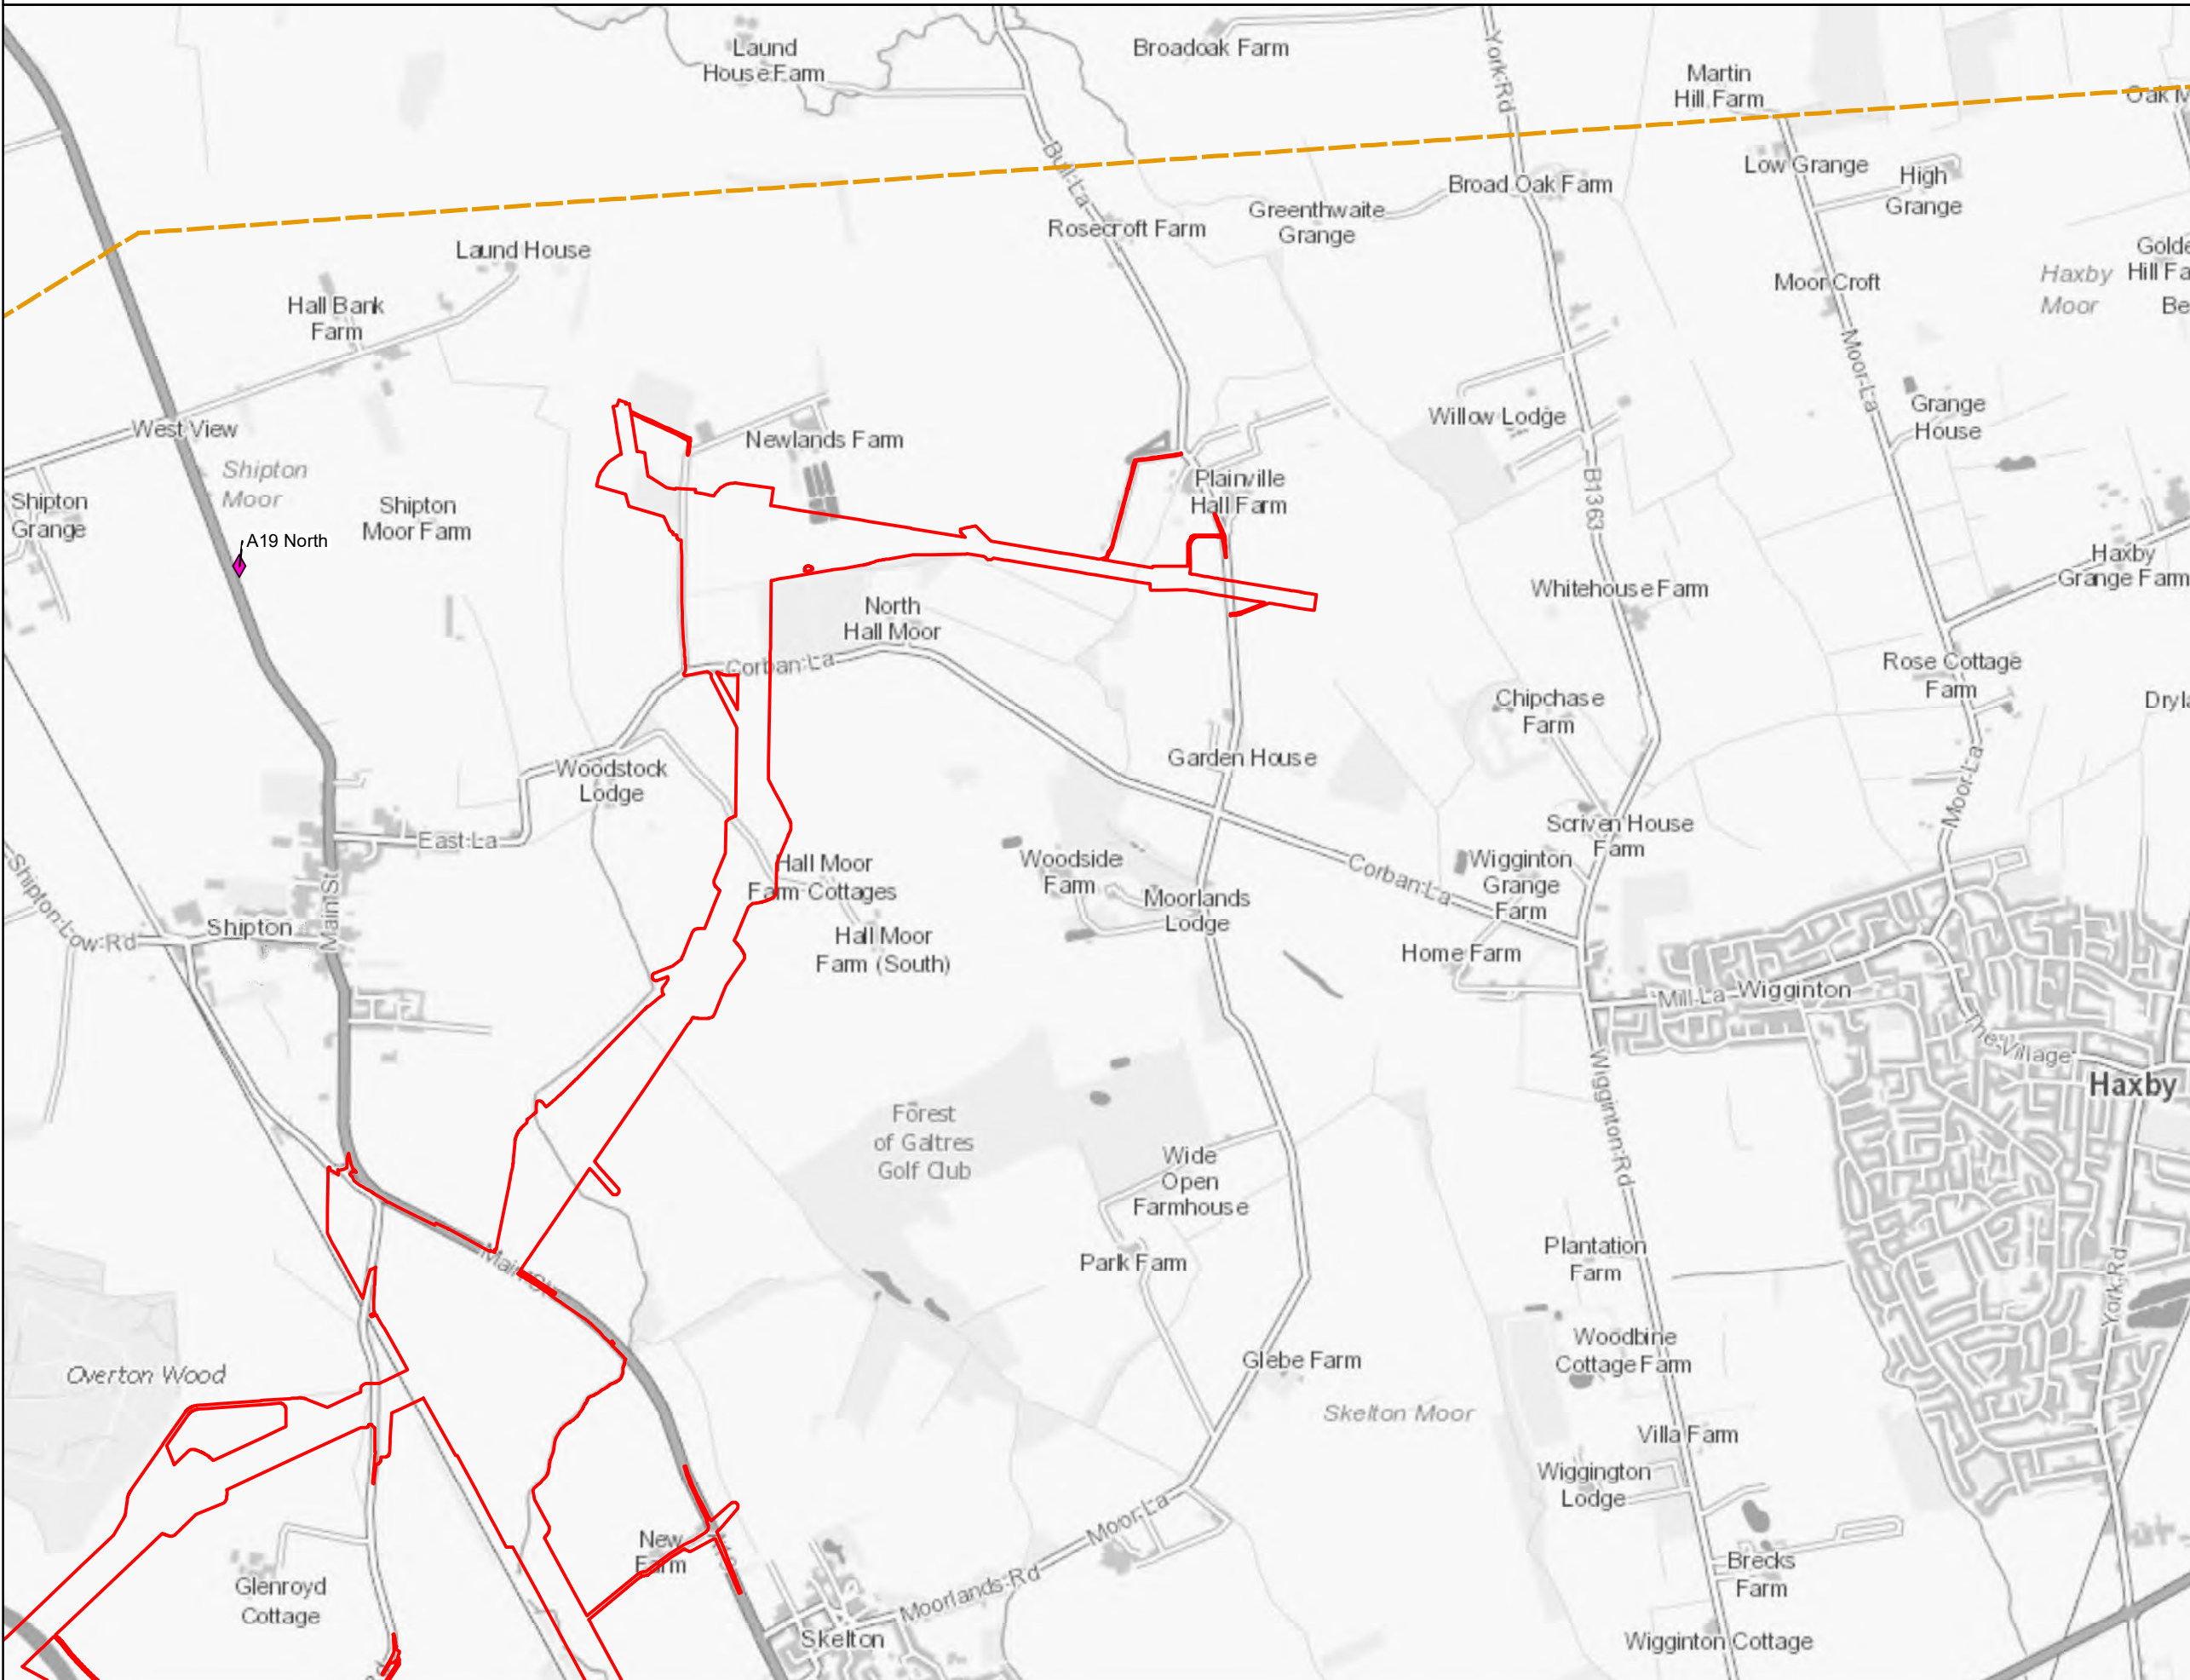 Laund
House Farm
Broadoak Farm
York Rd
Martin
Hill Farm
Bull La
Low Grange
High
Grange
Broad Oak Farm
Greenthwaite
Grange
Rosecroft Farm
Laund House
Hall Bank
Farm
Moor Croft
Haxby
Moor
Moor La
West View
Newlands Farm
Willow Lodge
Grange
House
Shipton
Moor
Shipton
Grange
Shipton
Moor Farm
Plainville
Hall Farm
B1363
A19 North
Haxby
Grange Farm
Whitehouse Farm
North
Hall Moor
Corban La
Rose Cottage
Farm
Chipchase
Farm
Garden House
Woodstock
Lodge
Moor La
East La
Scriven House
Farm
Hall Moor
Farm Cottages
Woodside
Farm
Wigginton
Grange
Farm
Corban La
Moorlands
Lodge
Shipton Low Rd
Shipton
Main St
Hall Moor
Farm (South)
Home Farm
Mill La
Wigginton
The Village
Haxby
Wigginton Rd
Forest
of Galtres
Golf Club
Wide
Open
Farmhouse
Park Farm
Main St
Plantation
Farm
York Rd
Overton Wood
Glebe Farm
Woodbine
Cottage Farm
Skelton Moor
Villa Farm
Wiggington
Lodge
Moor La
New
Farm
Glenroyd
Cottage
Moorlands Rd
Brecks
Farm
Skelton
Wigginton Cottage